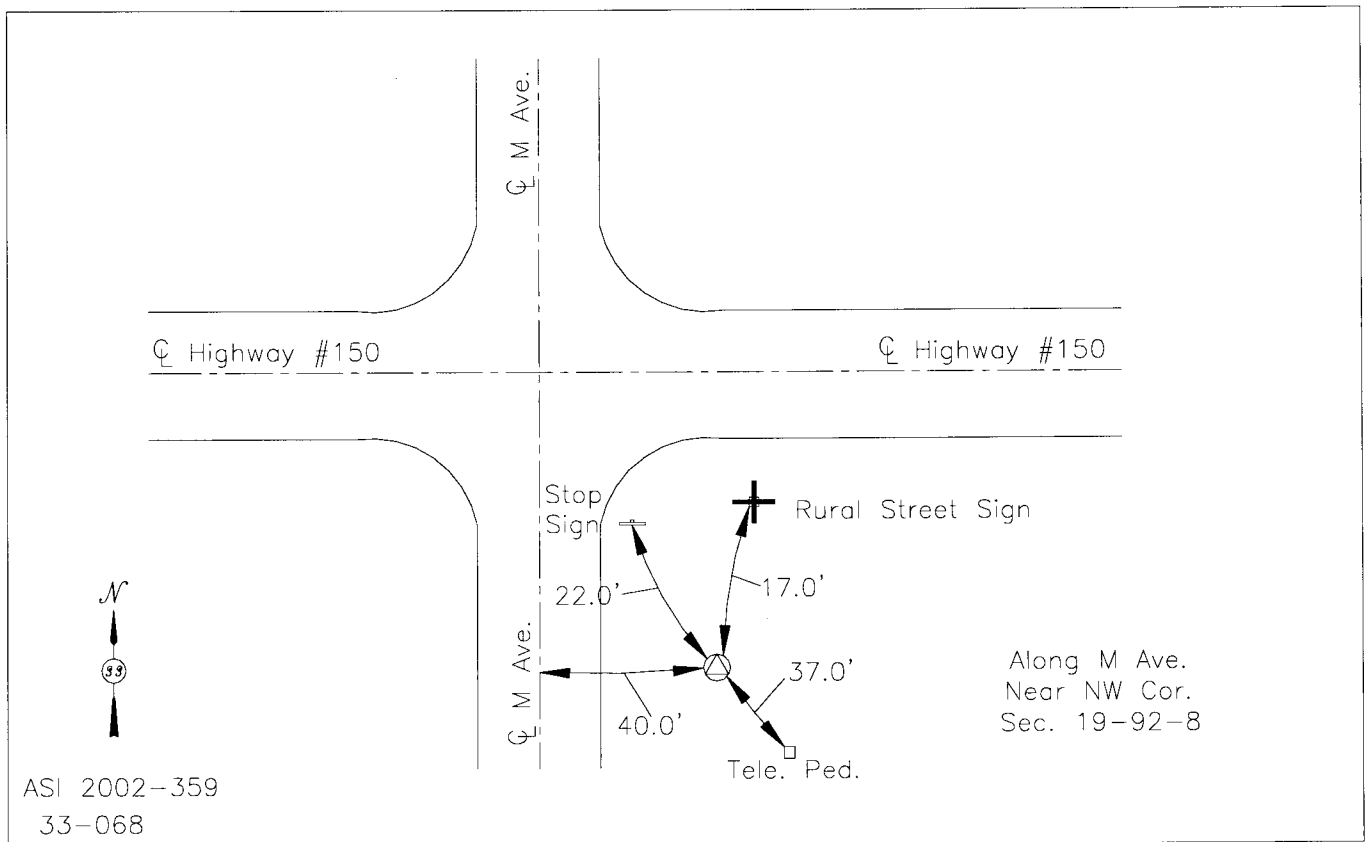 ℄ M Ave.
℄ Highway #150
℄ Highway #150
Stop
Sign
Rural Street Sign
22.0'
17.0'
N
33
℄ M Ave.
40.0'
37.0'
Along M Ave.
Near NW Cor.
Sec. 19-92-8
Tele. Ped.
ASI 2002-359
33-068